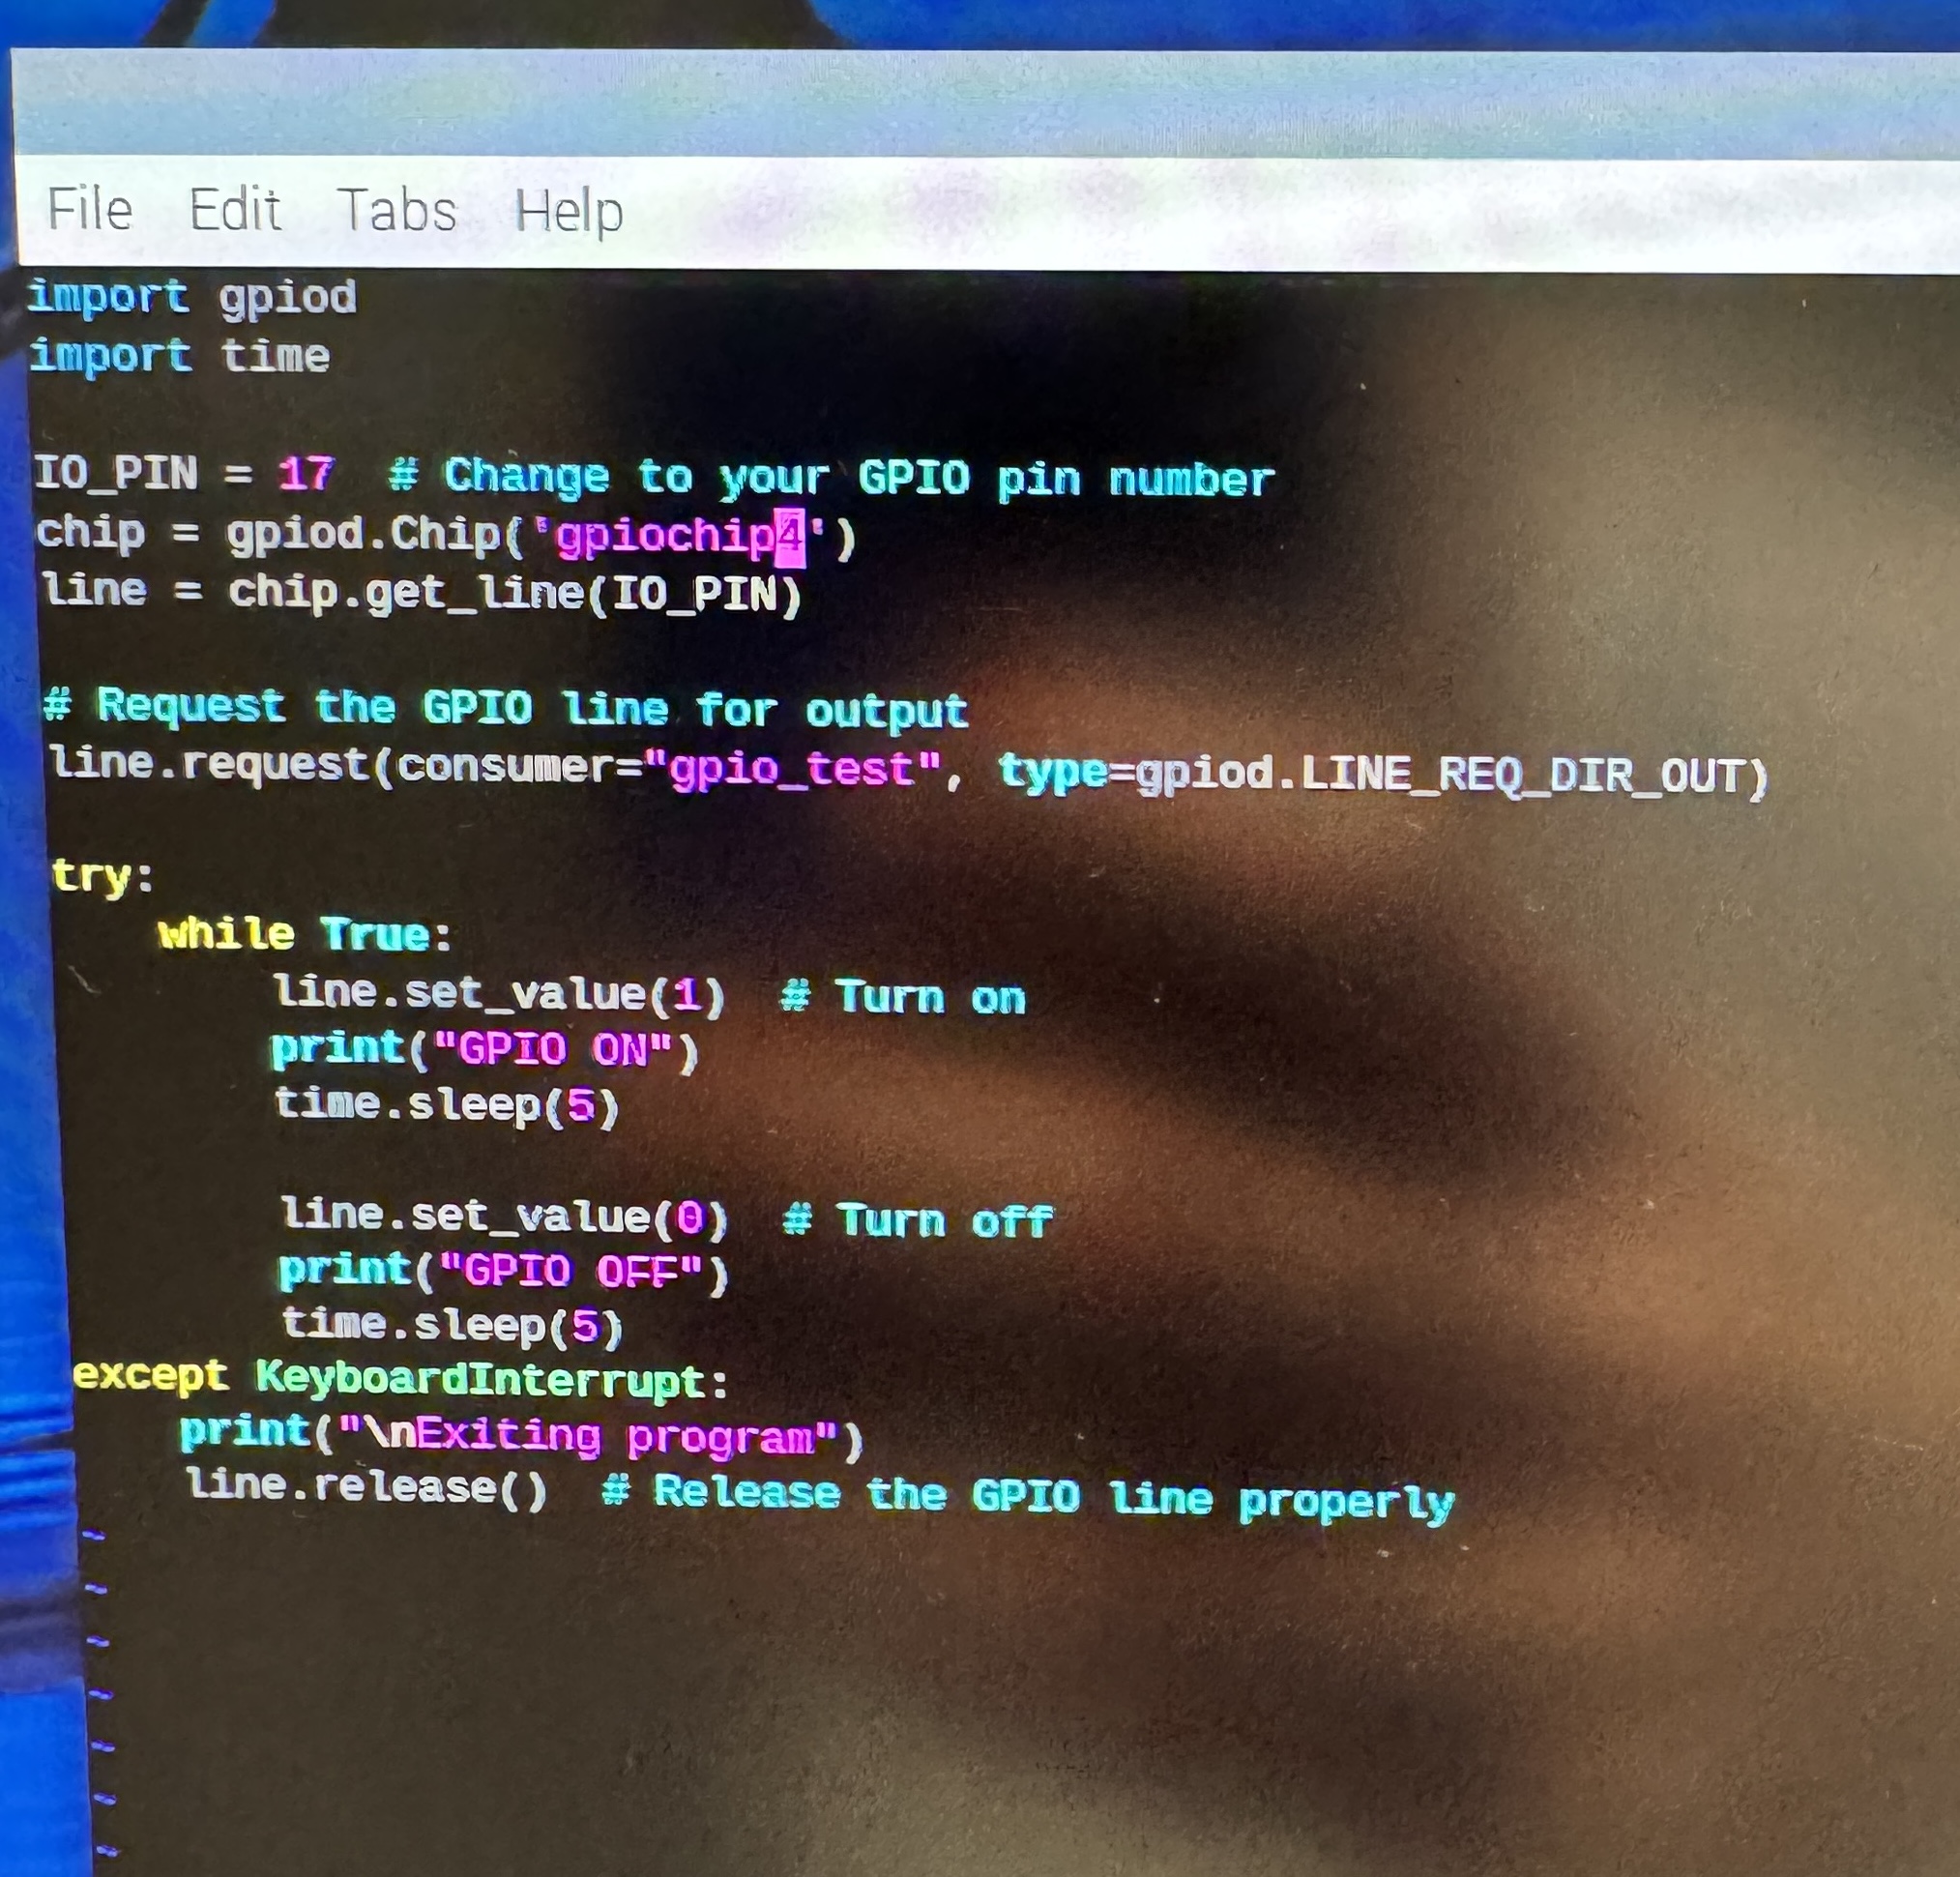 File Edit Tabs Help
import gpiod
import time
IO_PIN = 17  # Change to your GPIO pin number
chip = gpiod.Chip('gpiochip4')
line = chip.get_line(IO_PIN)
# Request the GPIO line for output
line.request(consumer="gpio_test", type=gpiod.LINE_REQ_DIR_OUT)
try:
    while True:
        line.set_value(1)  # Turn on
        print("GPIO ON")
        time.sleep(5)
        line.set_value(0)  # Turn off
        print("GPIO OFF")
        time.sleep(5)
except KeyboardInterrupt:
    print("\nExiting program")
    line.release()  # Release the GPIO line properly
~
~
~
~
~
~
~